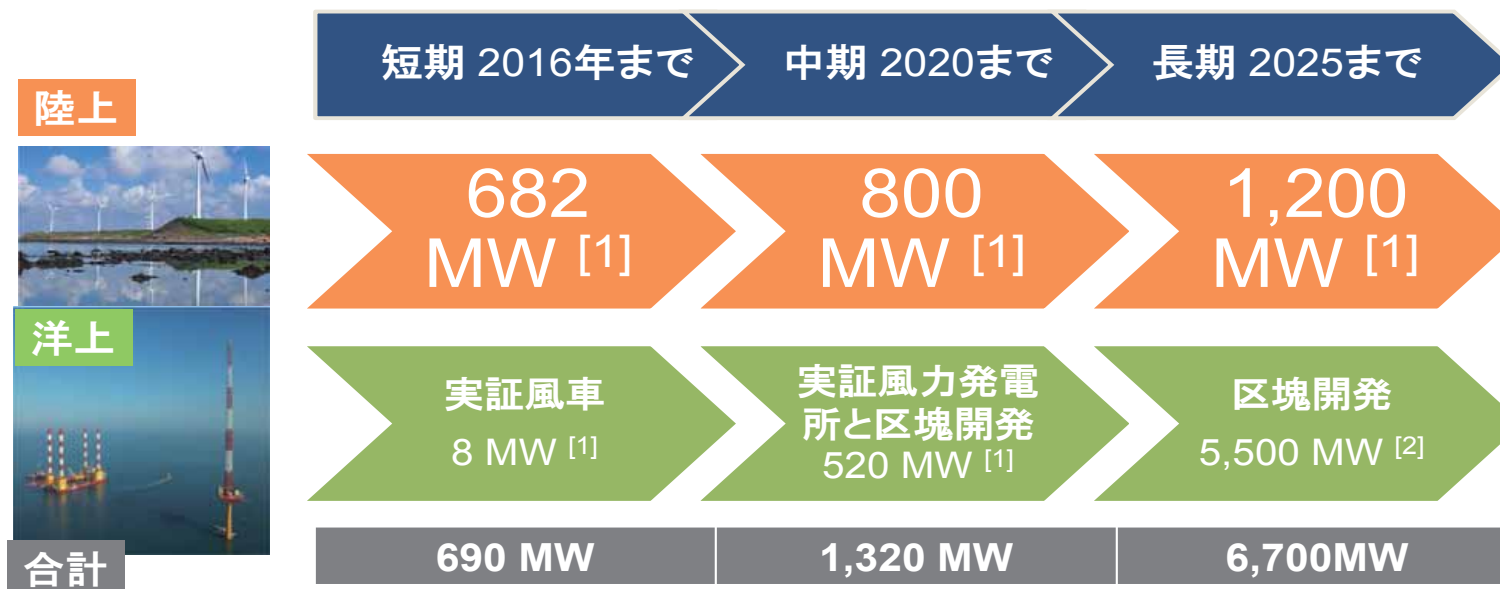 短期 2016年まで
中期 2020まで
長期 2025まで
陸上
682
MW [1]
800
MW [1]
1,200
MW [1]
洋上
実証風車
8 MW [1]
実証風力発電
所と区塊開発
520 MW [1]
区塊開発
5,500 MW [2]
合計
690 MW
1,320 MW
6,700MW